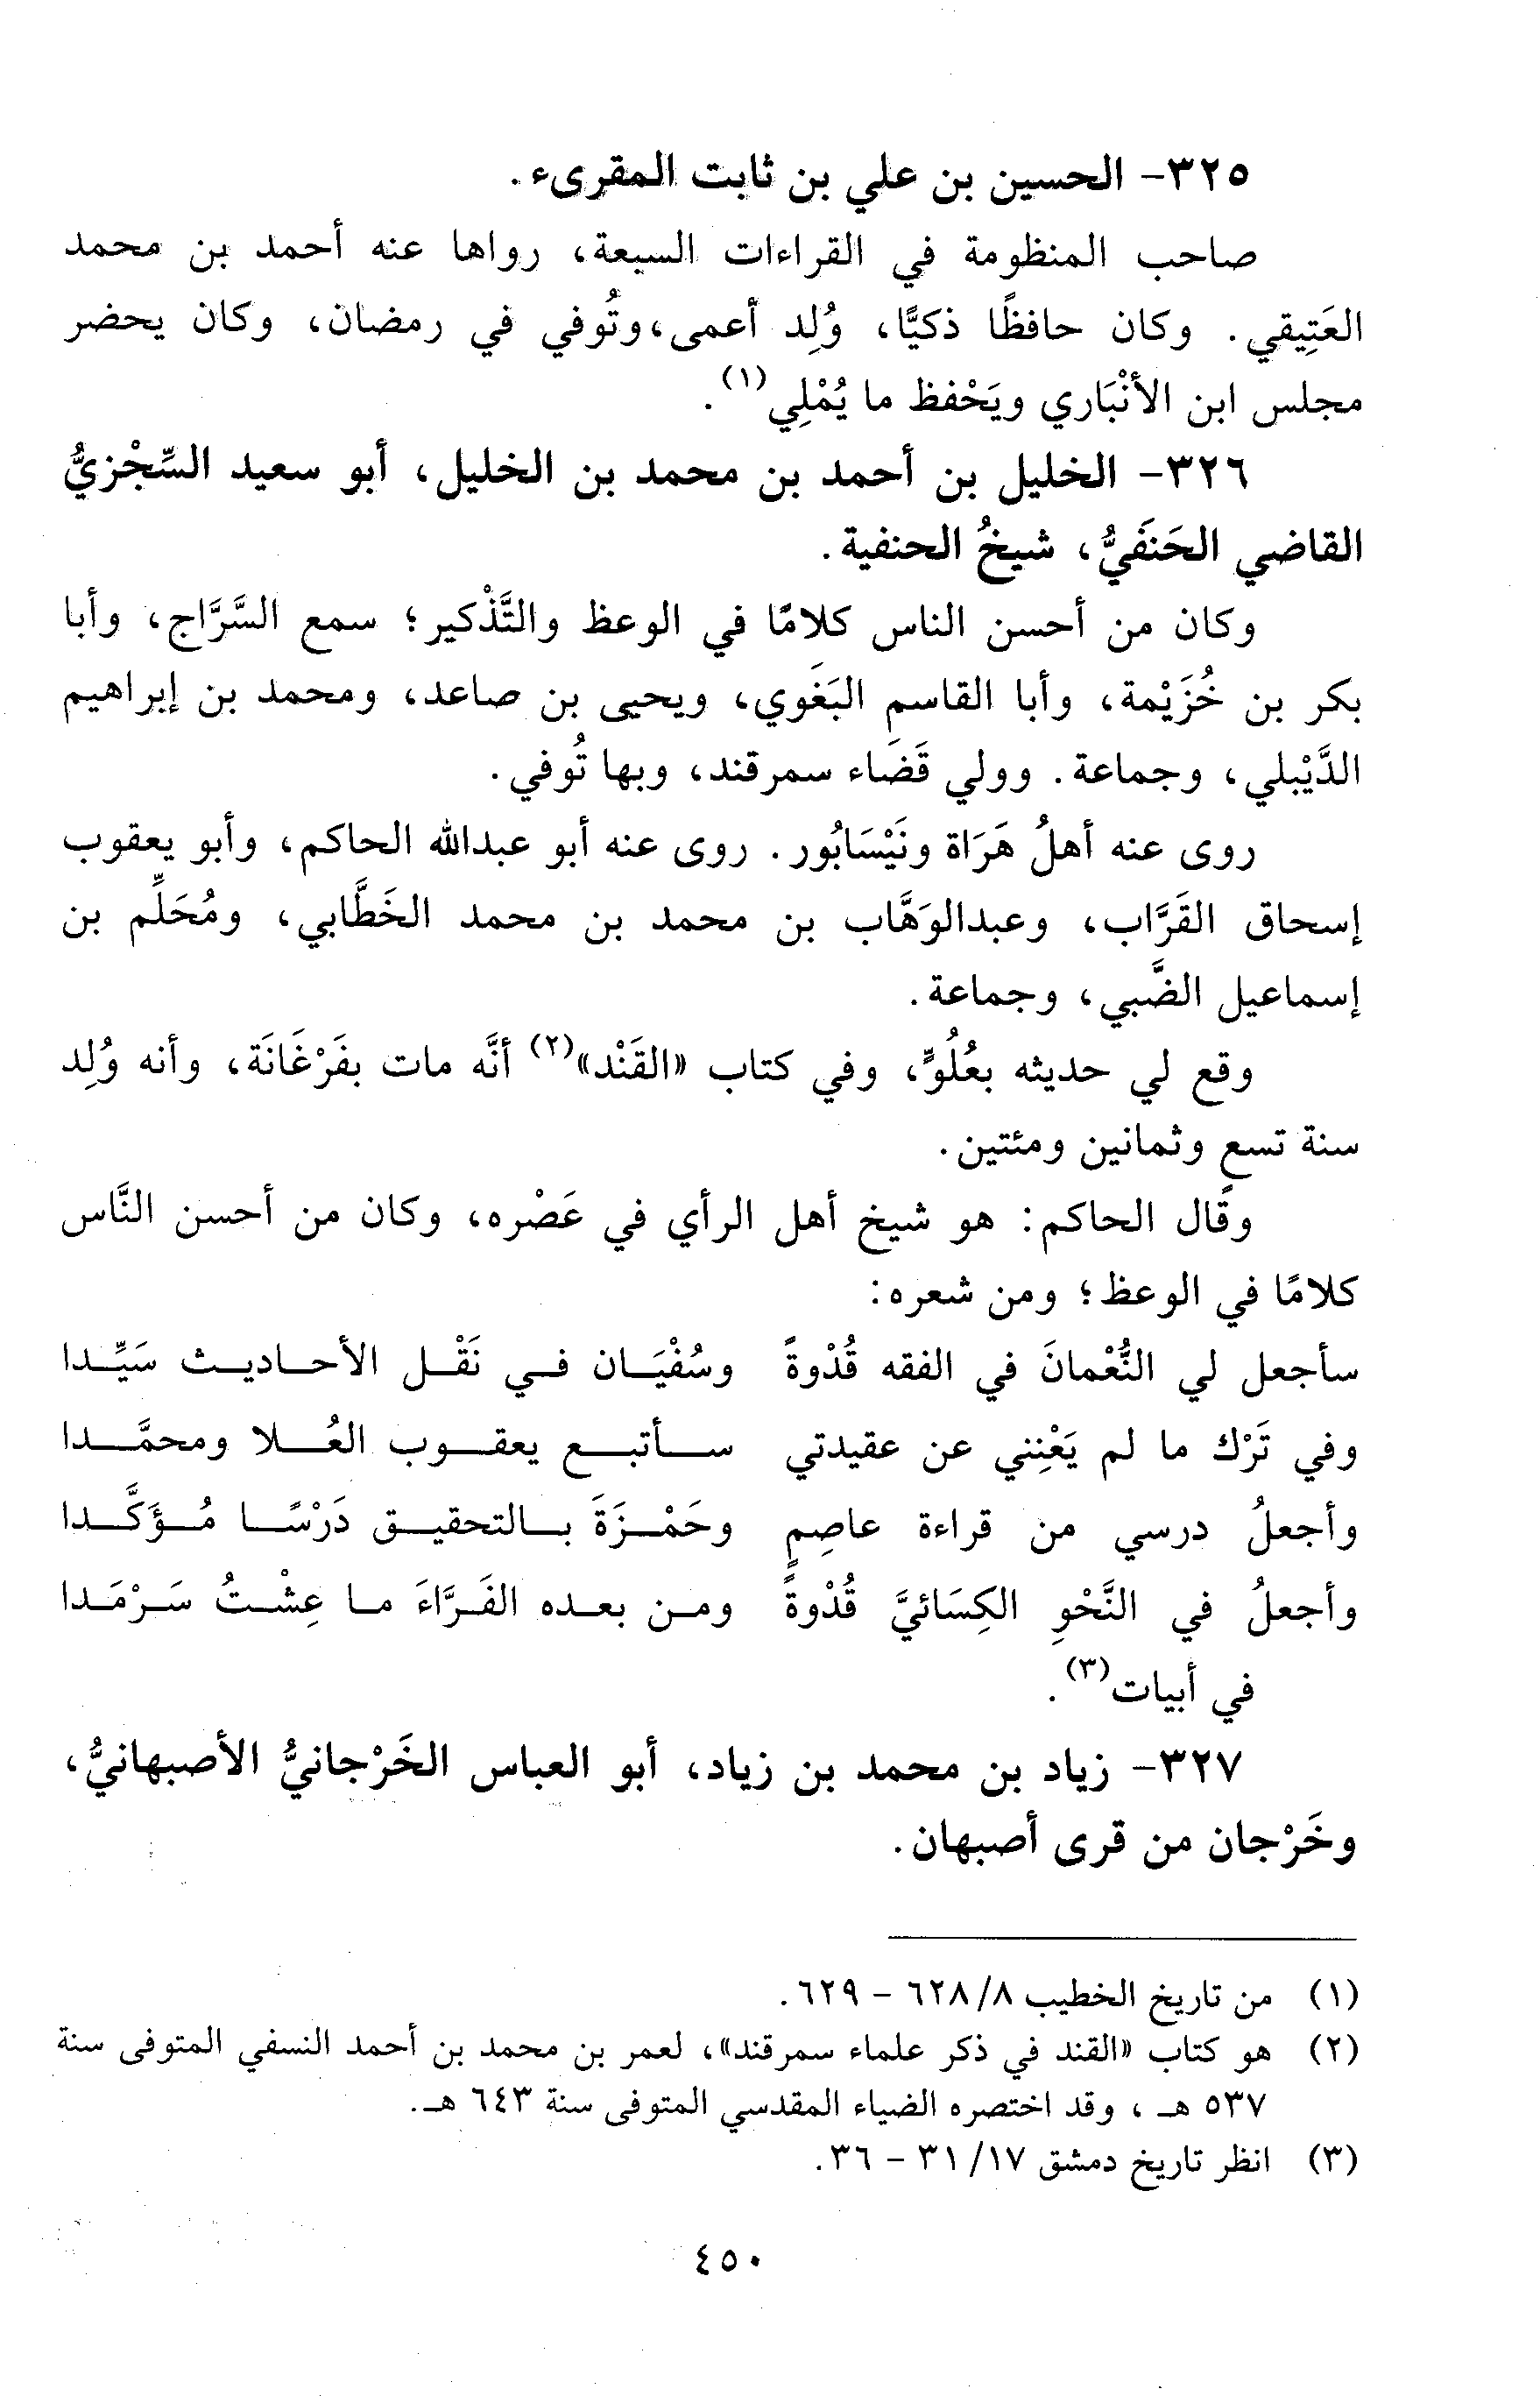 ٣٢٥- الحسين بن علي بن ثابت المقرىء.
صاحب المنظومة في القراءات السبعة، رواها عنه أحمد بن محمد
العَتِيقي. وكان حافظًا ذكيًّا، وُلِد أعمى،وتُوفي في رمضان، وكان يحضر
مجلس ابن الأنْبَاري ويَحْفظ ما يُمْلِي(١).
٣٢٦- الخليل بن أحمد بن محمد بن الخليل، أبو سعيد السِّجْزيُّ
القاضي الحَنَفيُّ، شيخُ الحنفية.
وكان من أحسن الناس كلامًا في الوعظ والتَّذْكير؛ سمع السَّرَّاج، وأبا
بكر بن خُزَيْمة، وأبا القاسم البَغَوي، ويحيى بن صاعد، ومحمد بن إبراهيم
الدَّيْبلي، وجماعة. وولي قَضَاء سمرقند، وبها تُوفي.
روى عنه أهلُ هَرَاة ونَيْسَابُور. روى عنه أبو عبدالله الحاكم، وأبو يعقوب
إسحاق القَرَّاب، وعبدالوَهَّاب بن محمد بن محمد الخَطَّابي، ومُحَلِّم بن
إسماعيل الضَّبي، وجماعة.
وقع لي حديثه بعُلُوٍّ، وفي كتاب «القَنْد»(٢) أنَّه مات بفَرْغَانَة، وأنه وُلِد
سنة تسعٍ وثمانين ومئتين.
وقال الحاكم: هو شيخ أهل الرأي في عَصْره، وكان من أحسن النَّاس
كلامًا في الوعظ؛ ومن شعره:
سأجعل لي النُّعْمانَ في الفقه قُدْوةً وسُفْيَان في نَقْل الأحاديث سَيِّدا
وفي تَرْك ما لم يَعْنِني عن عقيدتي سأتبع يعقوب العُلا ومحمَّدا
وأجعلُ درسي من قراءة عاصِمٍ وحَمْزَةَ بالتحقيق دَرْسًا مُؤَكَّدا
وأجعلُ في النَّحْوِ الكِسَائيَّ قُدْوةً ومن بعده الفَرَّاءَ ما عِشْتُ سَرْمَدا
في أبيات(٣).
٣٢٧- زياد بن محمد بن زياد، أبو العباس الخَرْجانيُّ الأصبهانيُّ،
وخَرْجان من قرى أصبهان.
(١) من تاريخ الخطيب ٨/ ٦٢٨ - ٦٢٩.
(٢) هو كتاب «القند في ذكر علماء سمرقند»، لعمر بن محمد بن أحمد النسفي المتوفى سنة
٥٣٧ هـ ، وقد اختصره الضياء المقدسي المتوفى سنة ٦٤٣ هـ.
(٣) انظر تاريخ دمشق ١٧/ ٣١ - ٣٦.
٤٥٠